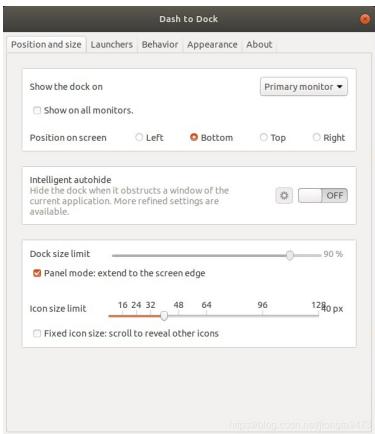 Dash to Dock
Position and size Launchers Behavior Appearance About
Show the dock on Primary monitor
Show on all monitors.
Position on screen Left Bottom Top Right
Intelligent autohide
Hide the dock when it obstructs a window of the
current application. More refined settings are
available.
OFF
Dock size limit 90 %
Panel mode: extend to the screen edge
Icon size limit 16 24 32 48 64 96 128 40 px
Fixed icon size: scroll to reveal other icons